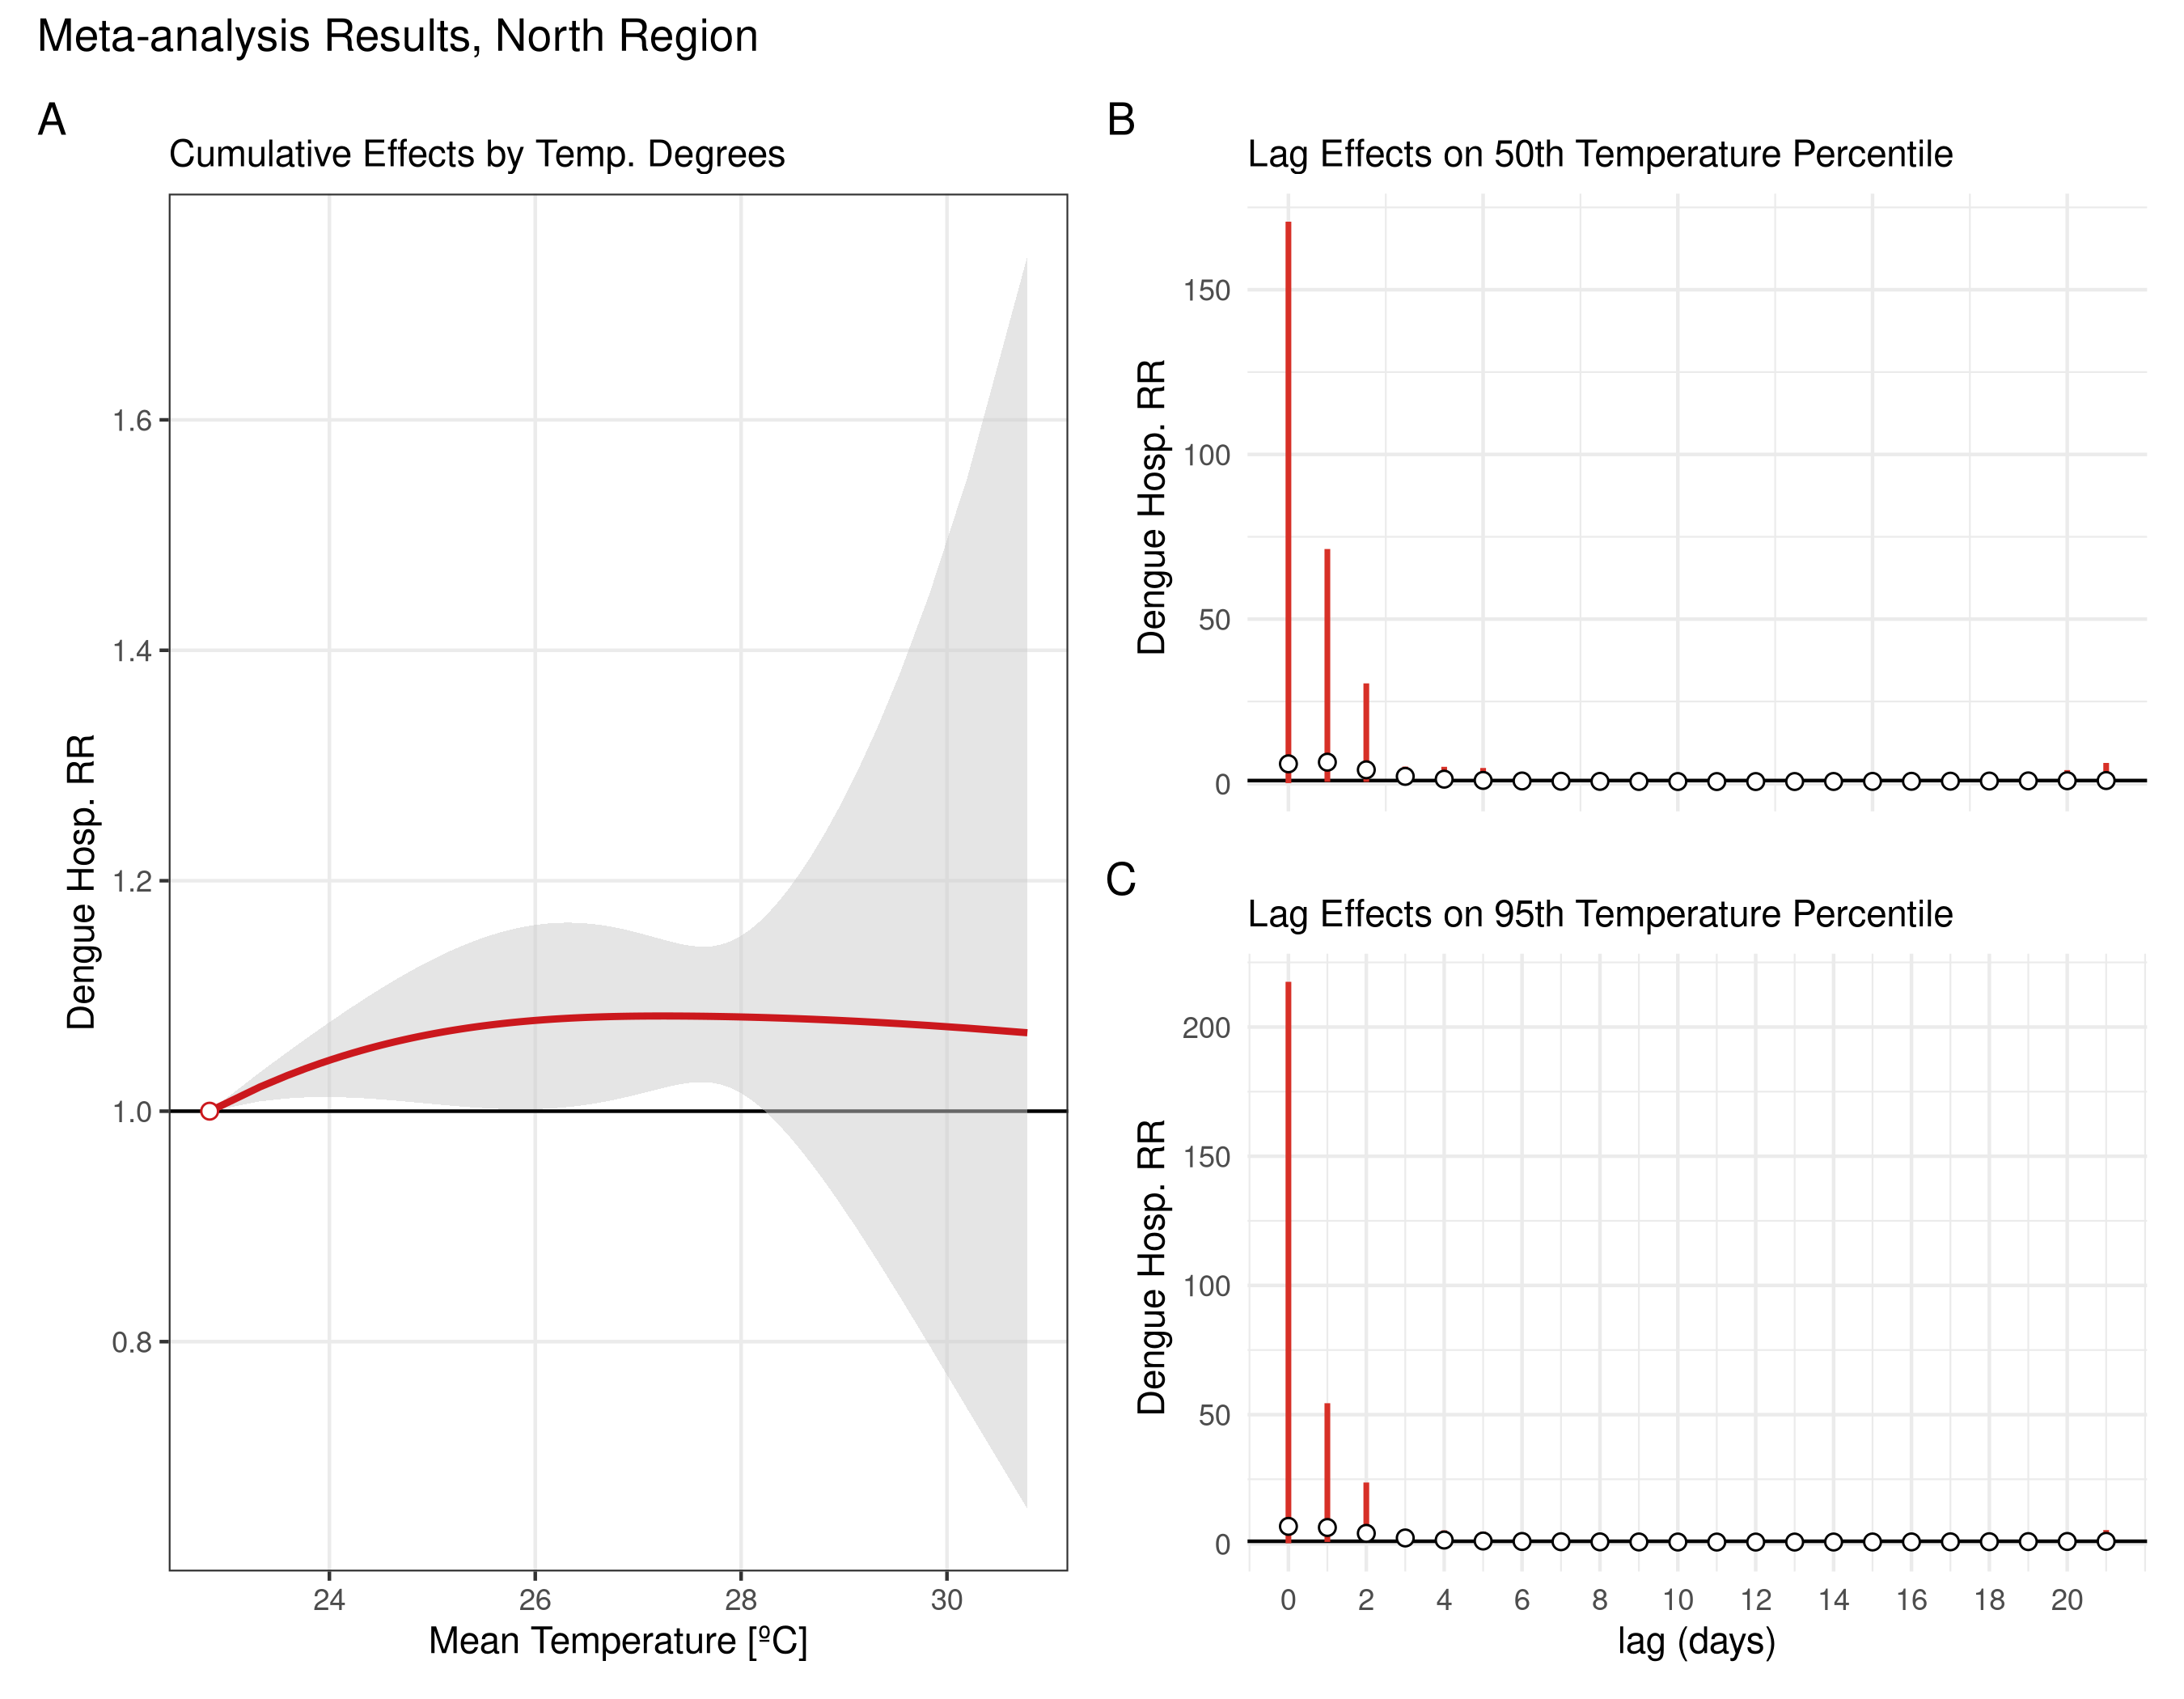 Meta-analysis Results, North Region
A
Cumulative Effects by Temp. Degrees
Dengue Hosp. RR
1.6
1.4
1.2
1.0
0.8
24 26 28 30
Mean Temperature [ºC]
B
Lag Effects on 50th Temperature Percentile
Dengue Hosp. RR
150
100
50
0
C
Lag Effects on 95th Temperature Percentile
Dengue Hosp. RR
200
150
100
50
0
0 2 4 6 8 10 12 14 16 18 20
lag (days)